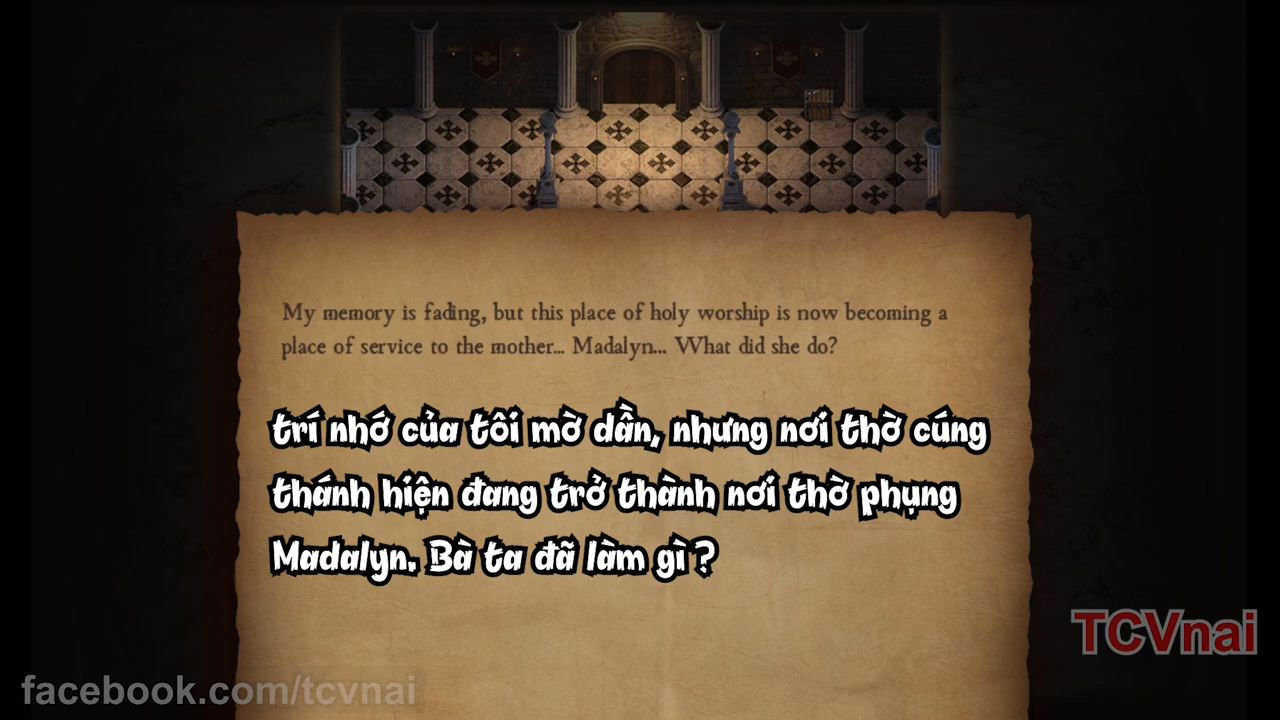 My memory is fading, but this place of holy worship is now becoming a
place of service to the mother... Madalyn... What did she do?
trí nhớ của tôi mờ dần, nhưng nơi thờ cúng
thánh hiện đang trở thành nơi thờ phụng
Madalyn. Bà ta đã làm gì ?
TCVnai
facebook.com/tcvnai